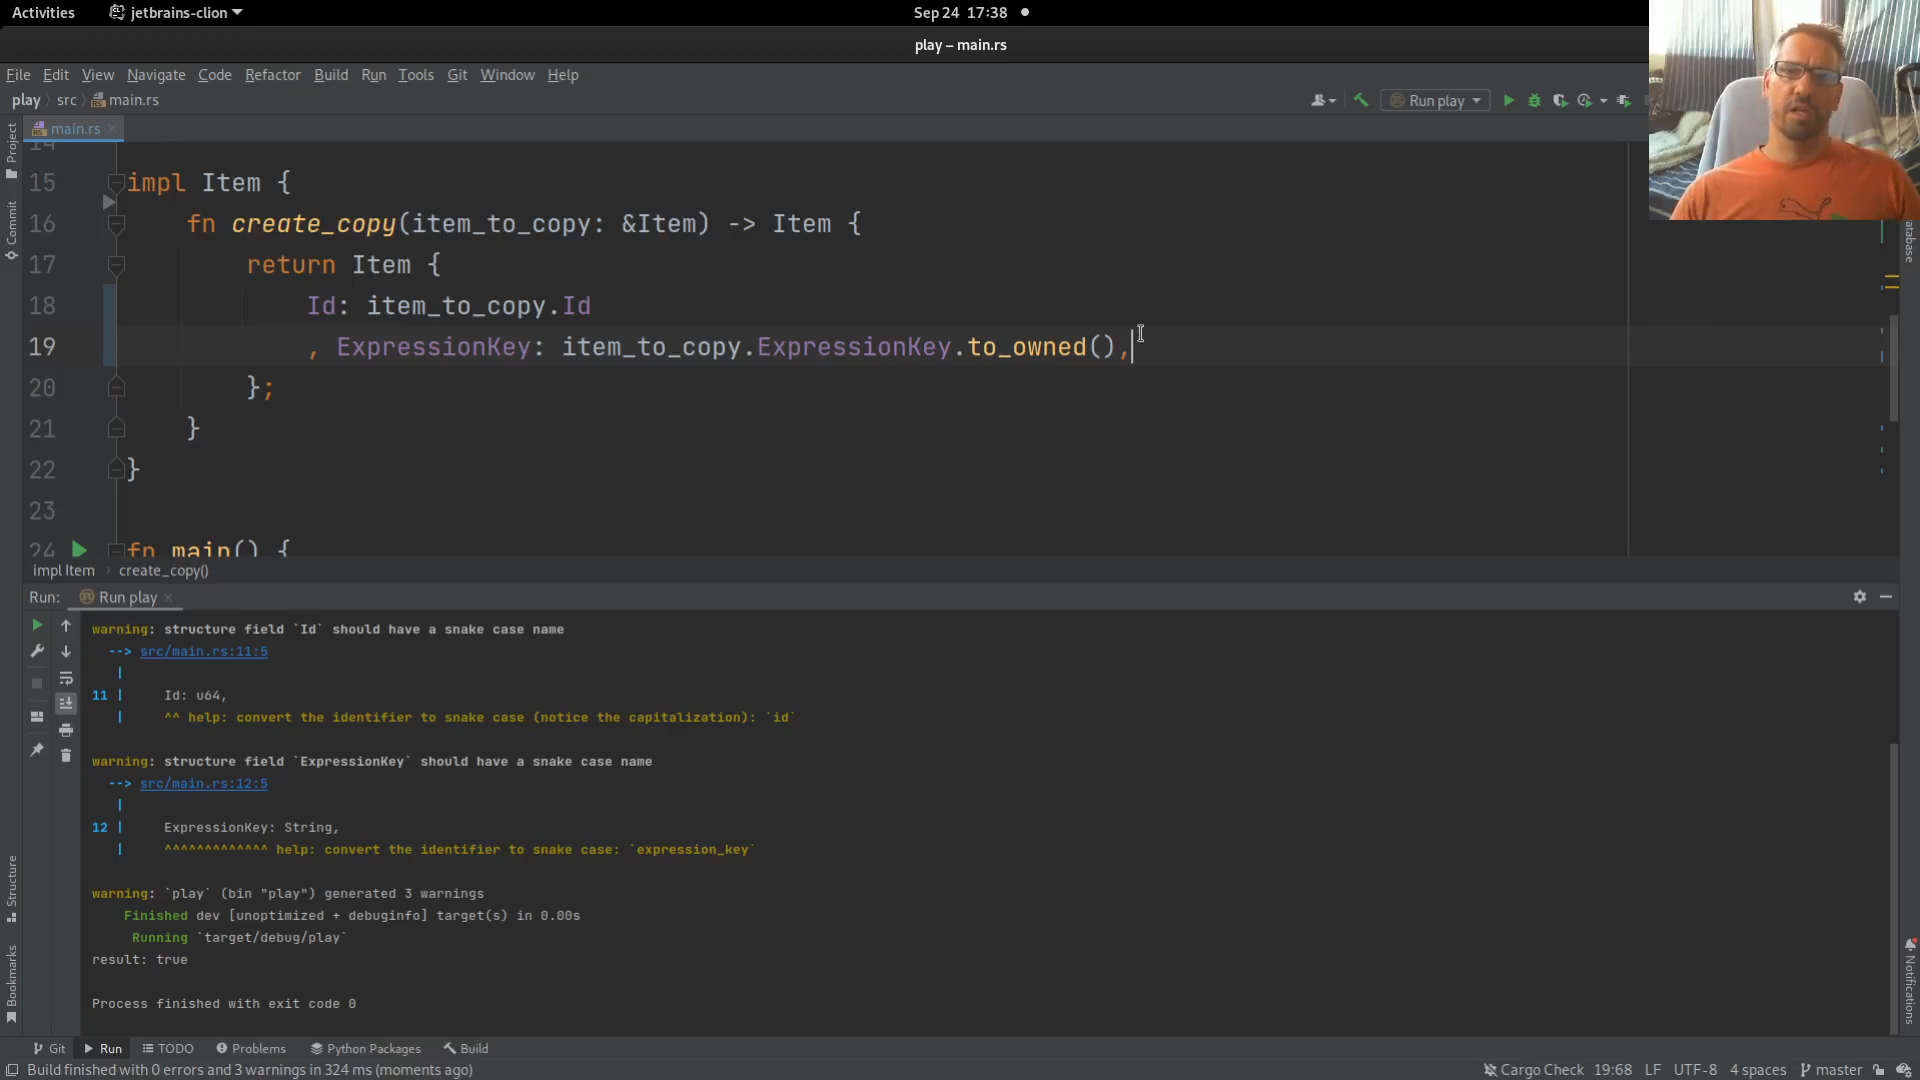 Activities jetbrains-clion Sep 24 17:38
play – main.rs
File Edit View Navigate Code Refactor Build Run Tools Git Window Help
play src main.rs Run play
main.rs
Project
Commit
Database
14
15 impl Item {
16 fn create_copy(item_to_copy: &Item) -> Item {
17 return Item {
18 Id: item_to_copy.Id
19 , ExpressionKey: item_to_copy.ExpressionKey.to_owned(),
20 };
21 }
22 }
23
24 fn main() {
impl Item › create_copy()
Run: Run play
warning: structure field `Id` should have a snake case name
--> src/main.rs:11:5
|
11 | Id: u64,
| ^^ help: convert the identifier to snake case (notice the capitalization): `id`
warning: structure field `ExpressionKey` should have a snake case name
--> src/main.rs:12:5
|
12 | ExpressionKey: String,
| ^^^^^^^^^^^^^ help: convert the identifier to snake case: `expression_key`
warning: `play` (bin "play") generated 3 warnings
Finished dev [unoptimized + debuginfo] target(s) in 0.00s
Running `target/debug/play`
result: true
Process finished with exit code 0
Structure
Bookmarks
Notifications
Git Run TODO Problems Python Packages Build
Build finished with 0 errors and 3 warnings in 324 ms (moments ago) Cargo Check 19:68 LF UTF-8 4 spaces master